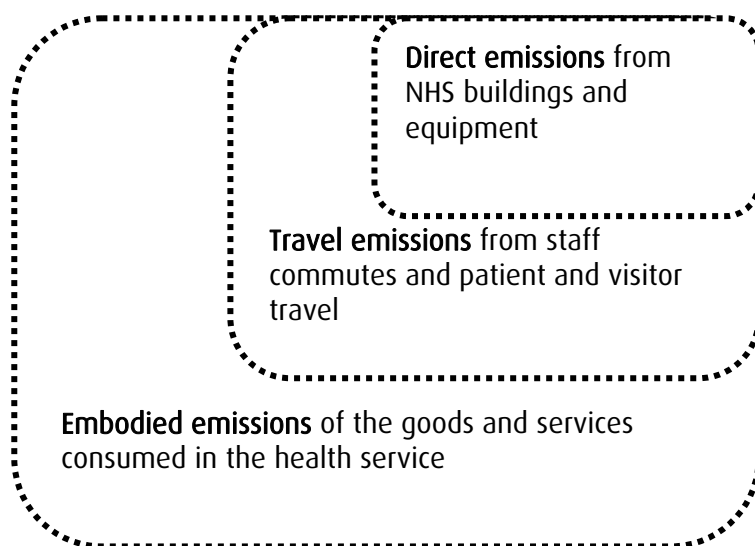 Direct emissions from
NHS buildings and
equipment
Travel emissions from staff
commutes and patient and visitor
travel
Embodied emissions of the goods and services
consumed in the health service